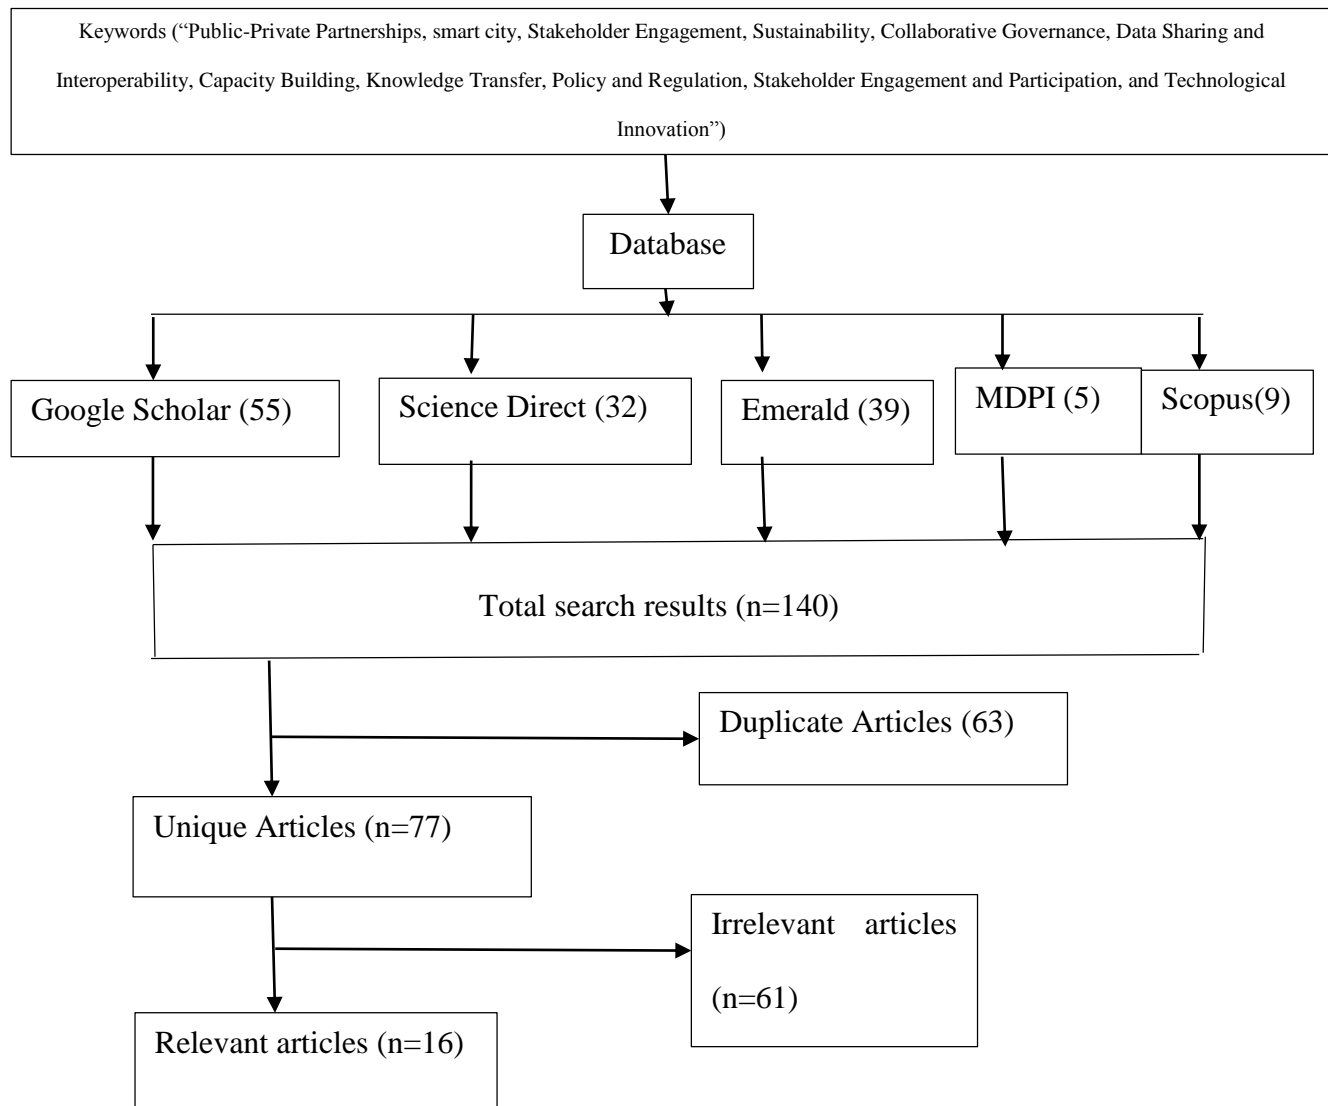 Keywords (“Public-Private Partnerships, smart city, Stakeholder Engagement, Sustainability, Collaborative Governance, Data Sharing and
Interoperability, Capacity Building, Knowledge Transfer, Policy and Regulation, Stakeholder Engagement and Participation, and Technological
Innovation”)
Database
Google Scholar (55)
Science Direct (32)
Emerald (39)
MDPI (5)
Scopus(9)
Total search results (n=140)
Duplicate Articles (63)
Unique Articles (n=77)
Irrelevant articles
(n=61)
Relevant articles (n=16)